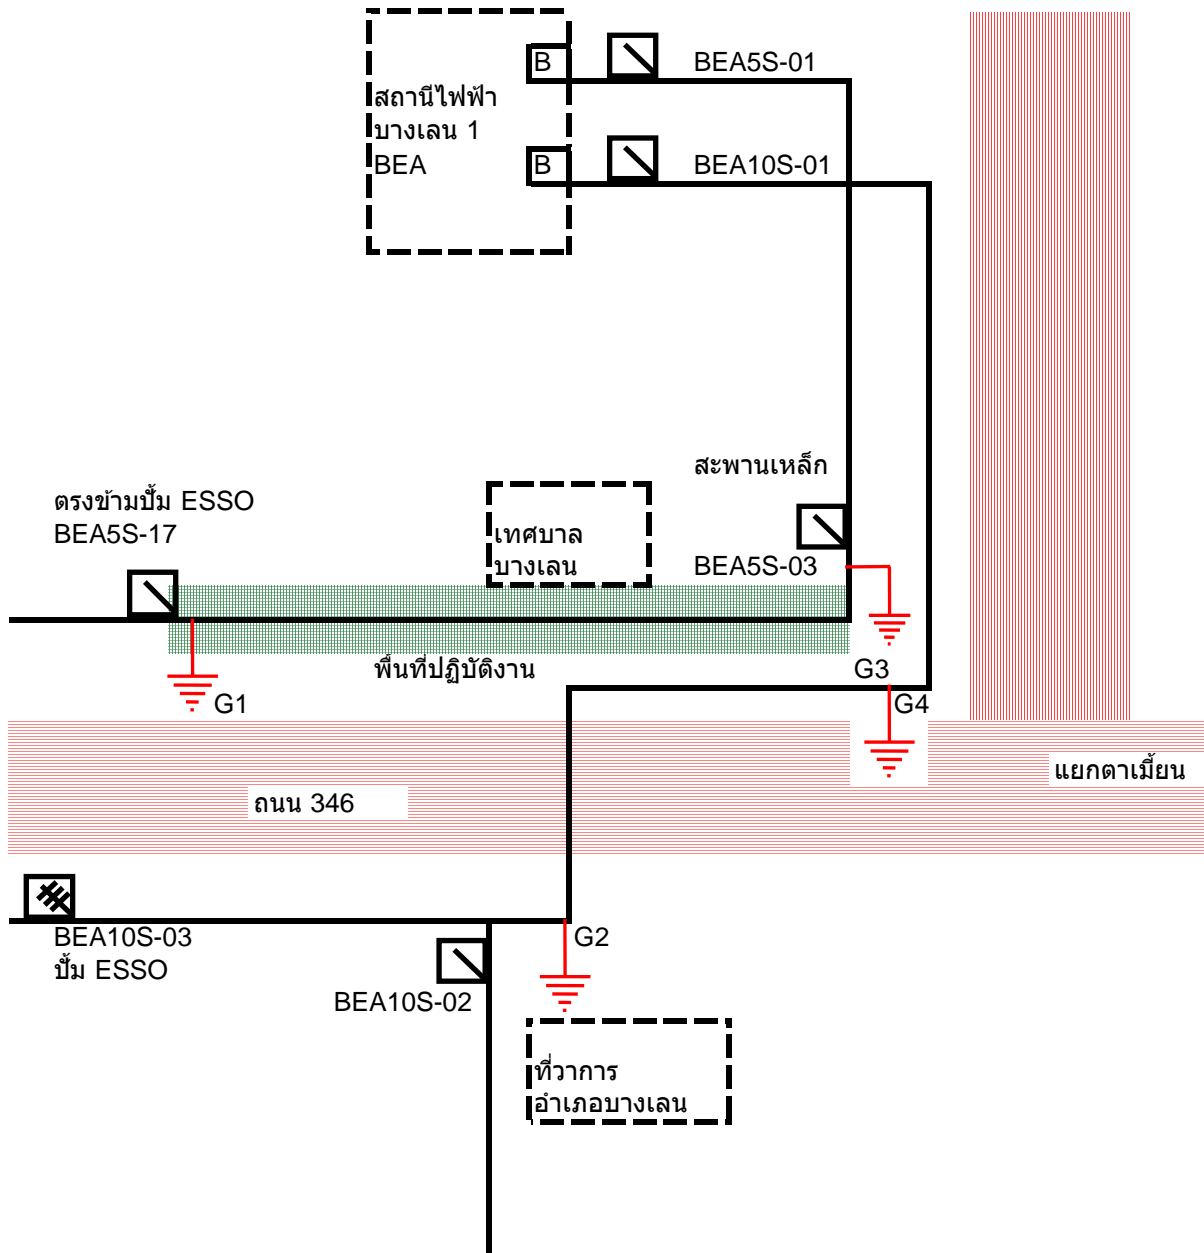 B
BEA5S-01
สถานีไฟฟ้า
บางเลน 1
BEA
B
BEA10S-01
สะพานเหล็ก
ตรงข้ามปั้ม ESSO
BEA5S-17
เทศบาล
บางเลน
BEA5S-03
พื้นที่ปฏิบัติงาน
G3
G1
G4
แยกตาเมี้ยน
ถนน 346
BEA10S-03
ปั้ม ESSO
G2
BEA10S-02
ที่วาการ
อำเภอบางเลน